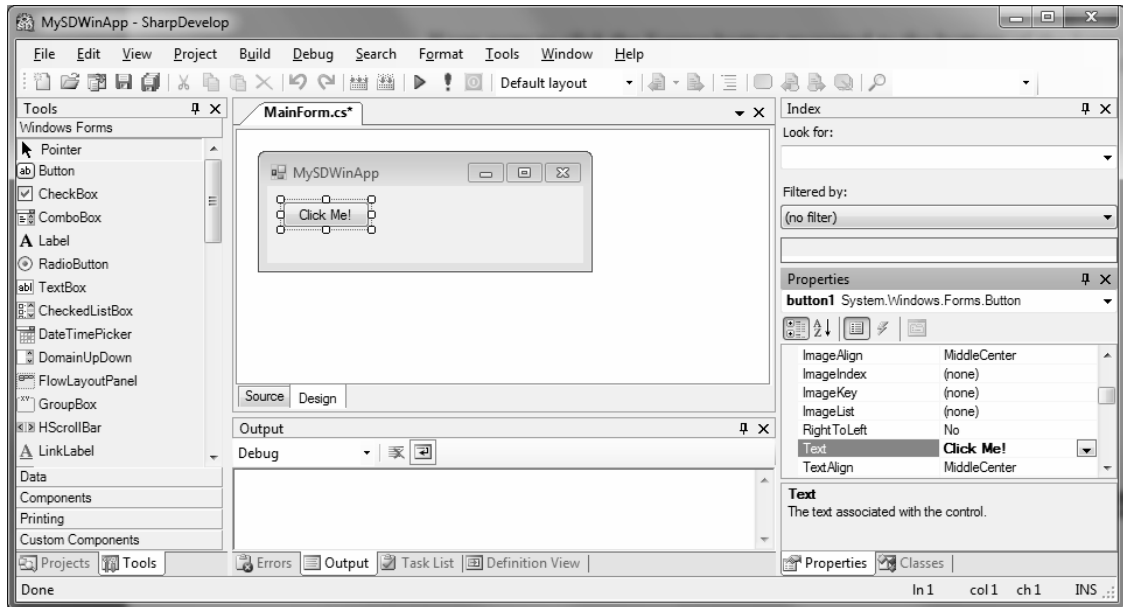 MySDWinApp - SharpDevelop
File Edit View Project Build Debug Search Format Tools Window Help
Default layout
Tools
Windows Forms
Pointer
ab Button
CheckBox
ComboBox
A Label
RadioButton
abl TextBox
CheckedListBox
DateTimePicker
DomainUpDown
FlowLayoutPanel
XY GroupBox
HScrollBar
A LinkLabel
Data
Components
Printing
Custom Components
Projects Tools
MainForm.cs*
MySDWinApp
Click Me!
Source Design
Output
Debug
Errors Output Task List Definition View
Index
Look for:
Filtered by:
(no filter)
Properties
button1 System.Windows.Forms.Button
ImageAlign MiddleCenter
ImageIndex (none)
ImageKey (none)
ImageList (none)
RightToLeft No
Text Click Me!
TextAlign MiddleCenter
Text
The text associated with the control.
Properties Classes
Done ln 1 col 1 ch 1 INS